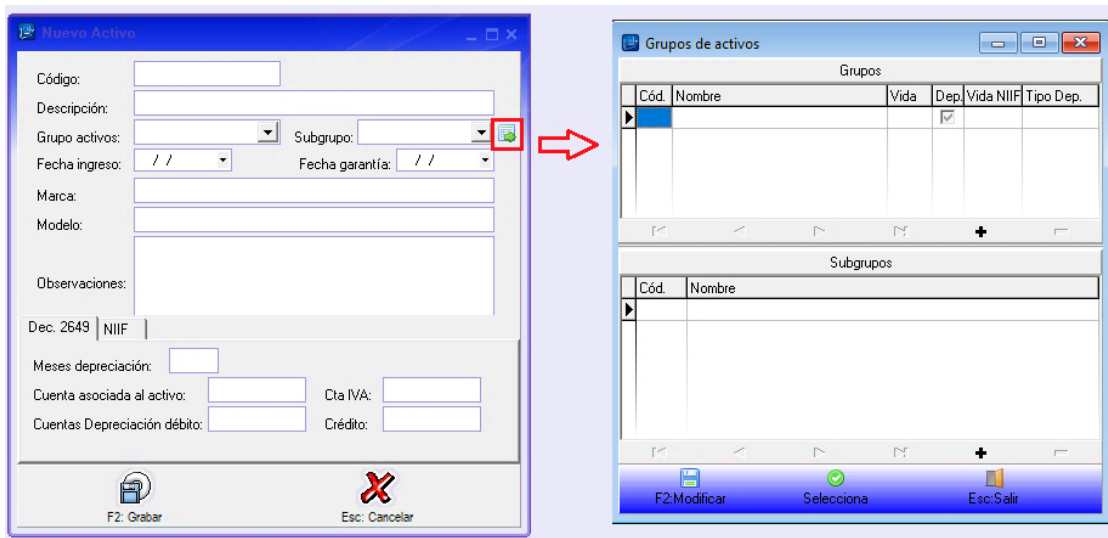 Nuevo Activo
Código:
Descripción:
Grupo activos: Subgrupo:
Fecha ingreso: / / Fecha garantía: / /
Marca:
Modelo:
Observaciones:
Dec. 2649 NIIF
Meses depreciación:
Cuenta asociada al activo: Cta IVA:
Cuentas Depreciación débito: Crédito:
F2: Grabar Esc: Cancelar
Grupos de activos
Grupos
Cód. Nombre Vida Dep. Vida NIIF Tipo Dep.
Subgrupos
Cód. Nombre
F2:Modificar Selecciona Esc:Salir